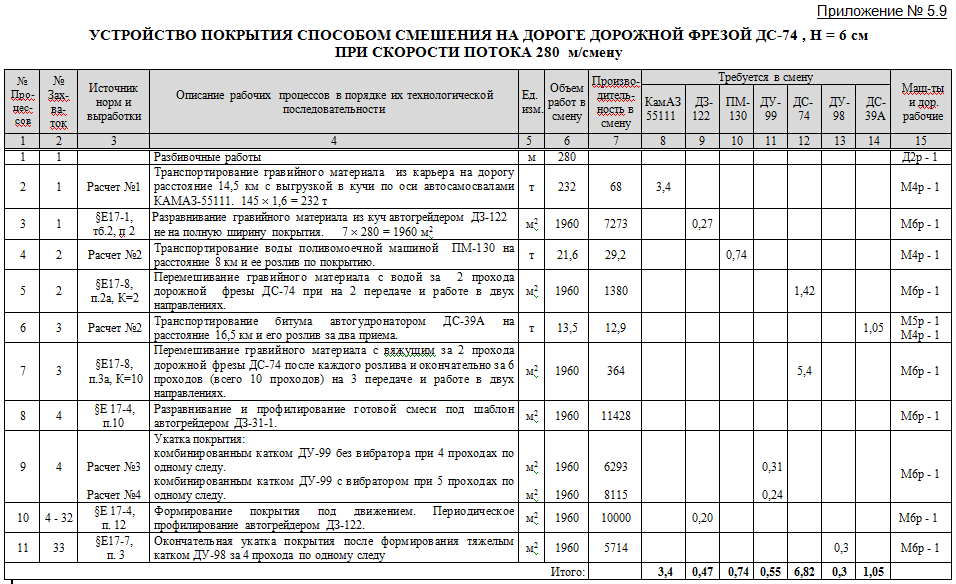 Приложение № 5.9
УСТРОЙСТВО ПОКРЫТИЯ СПОСОБОМ СМЕШЕНИЯ НА ДОРОГЕ ДОРОЖНОЙ ФРЕЗОЙ ДС-74 , Н = 6 см
ПРИ СКОРОСТИ ПОТОКА 280 м/смену
№ Про-цес-сов | № Зах-ва-ток | Источник норм и выработки | Описание рабочих процессов в порядке их технологической последовательности | Ед. изм. | Объем работ в смену | Произво-дитель-ность в смену | Требуется в смену | Маш-ты и дор. рабочие
КамАЗ 55111 | ДЗ-122 | ПМ-130 | ДУ-99 | ДС-74 | ДУ-98 | ДС-39А
1 | 2 | 3 | 4 | 5 | 6 | 7 | 8 | 9 | 10 | 11 | 12 | 13 | 14 | 15
1 | 1 | Разбивочные работы | м | 280 | Д2р - 1
2 | 1 | Расчет №1 | Транспортирование гравийного материала из карьера на дорогу
расстояние 14,5 км с выгрузкой в кучи по оси автосамосвалами
КАМАЗ-55111. 145 × 1,6 = 232 т | т | 232 | 68 | 3,4 | М4р - 1
3 | 1 | §Е17-1, тб.2, п 2 | Разравнивание гравийного материала из куч автогрейдером ДЗ-122
не на полную ширину покрытия. 7 × 280 = 1960 м2 | м2 | 1960 | 7273 | 0,27 | М6р - 1
4 | 2 | Расчет №2 | Транспортирование воды поливомоечной машиной ПМ-130 на
расстояние 8 км и ее розлив по покрытию. | т | 21,6 | 29,2 | 0,74 | М4р - 1
5 | 2 | §Е17-8, п.2а, К=2 | Перемешивание гравийного материала с водой за 2 прохода
дорожной фрезы ДС-74 при на 2 передаче и работе в двух
направлениях. | м2 | 1960 | 1380 | 1,42 | М6р - 1
6 | 3 | Расчет №2 | Транспортирование битума автогудронатором ДС-39А на
расстояние 16,5 км и его розлив за два приема. | т | 13,5 | 12,9 | 1,05 | М5р - 1 М4р - 1
7 | 3 | §Е17-8, п.3а, К=10 | Перемешивание гравийного материала с вяжущим за 2 прохода
дорожной фрезы ДС-74 после каждого розлива и окончательно за 6
проходов (всего 10 проходов) на 3 передаче и работе в двух
направлениях. | м2 | 1960 | 364 | 5,4 | М6р - 1
8 | 4 | §Е 17-4, п.10 | Разравнивание и профилирование готовой смеси под шаблон
автогрейдером ДЗ-31-1. | м2 | 1960 | 11428 | М6р - 1
9 | 4 | Укатка покрытия:
Расчет №3 | комбинированным катком ДУ-99 без вибратора при 4 проходах по
одному следу. | м2 | 1960 | 6293 | 0,31 | М6р - 1
Расчет №4 | комбинированным катком ДУ-99 с вибратором при 5 проходах по
одному следу. | м2 | 1960 | 8115 | 0,24
10 | 4 - 32 | §Е 17-4, п. 12 | Формирование покрытия под движением. Периодическое
профилирование автогрейдером ДЗ-122. | м2 | 1960 | 10000 | 0,20 | М6р - 1
11 | 33 | §Е17-7, п. 3 | Окончательная укатка покрытия после формирования тяжелым
катком ДУ-98 за 4 прохода по одному следу | м2 | 1960 | 5714 | 0,3 | М6р - 1
Итого: | 3,4 | 0,47 | 0,74 | 0,55 | 6,82 | 0,3 | 1,05